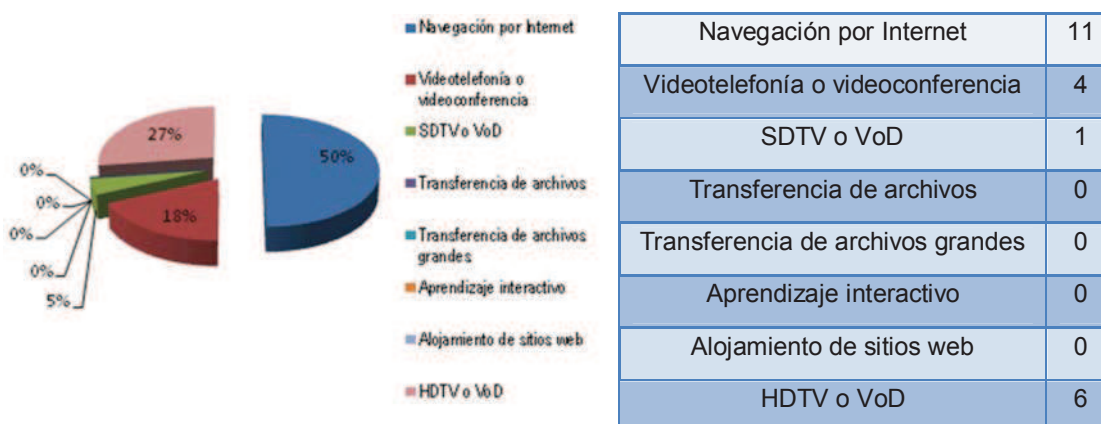 27%
50%
18%
0%
0%
0%
0%
5%
Navegación por Internet
Videotelefonía o
videoconferencia
SDTV o VoD
Transferencia de archivos
Transferencia de archivos
grandes
Aprendizaje interactivo
Alojamiento de sitios web
HDTV o VoD
Navegación por Internet 11
Videotelefonía o videoconferencia 4
SDTV o VoD 1
Transferencia de archivos 0
Transferencia de archivos grandes 0
Aprendizaje interactivo 0
Alojamiento de sitios web 0
HDTV o VoD 6